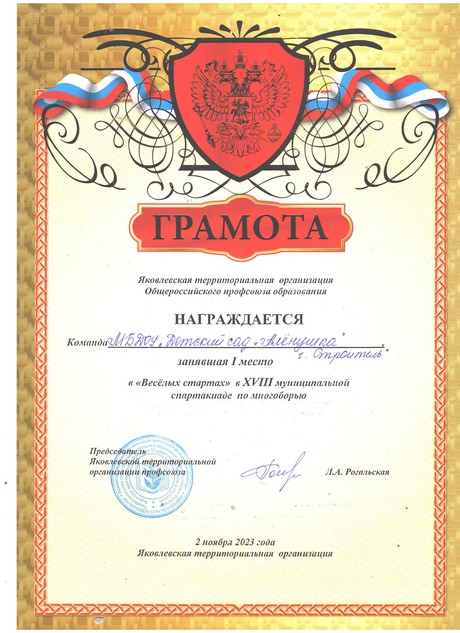 ГРАМОТА
Яковлевская территориальная организация
Общероссийского профсоюза образования
НАГРАЖДАЕТСЯ
Команда МБДОУ „Детский сад „Алёнушка"
г. Строитель"
занявшая I место
в «Весёлых стартах» в XVIII муниципальной
спартакиаде по многоборью
Председатель
Яковлевской территориальной
организации профсоюза
Л.А. Рогальская
2 ноября 2023 года
Яковлевская территориальная организация